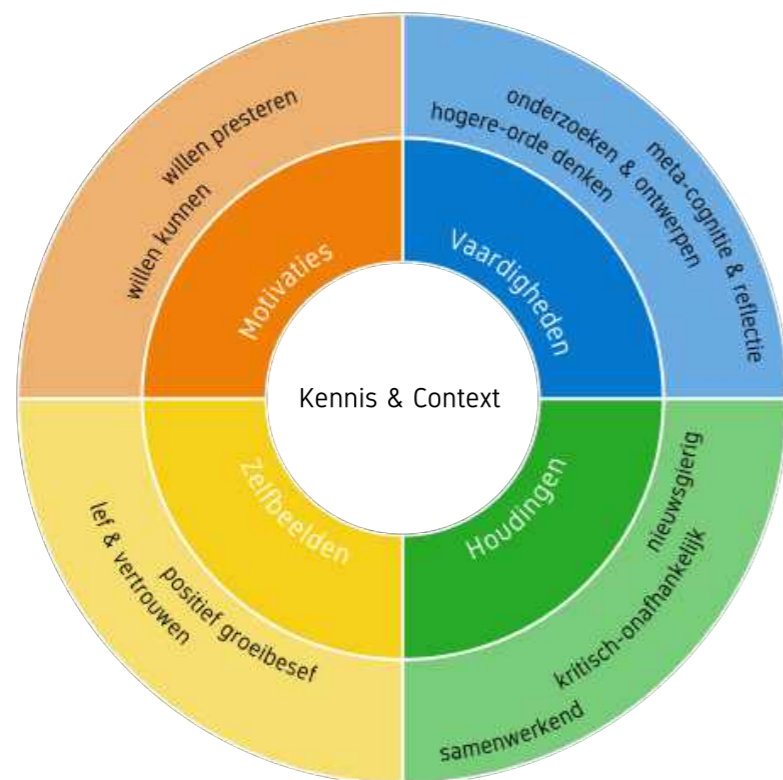 willen presteren
willen kunnen
Motivaties
hogere-orde denken
onderzoeken & ontwerpen
meta-cognitie & reflectie
Vaardigheden
Kennis & Context
Zelfbeelden
lef & vertrouwen
positief groeibesef
Houdingen
nieuwsgierig
kritisch-onafhankelijk
samenwerkend